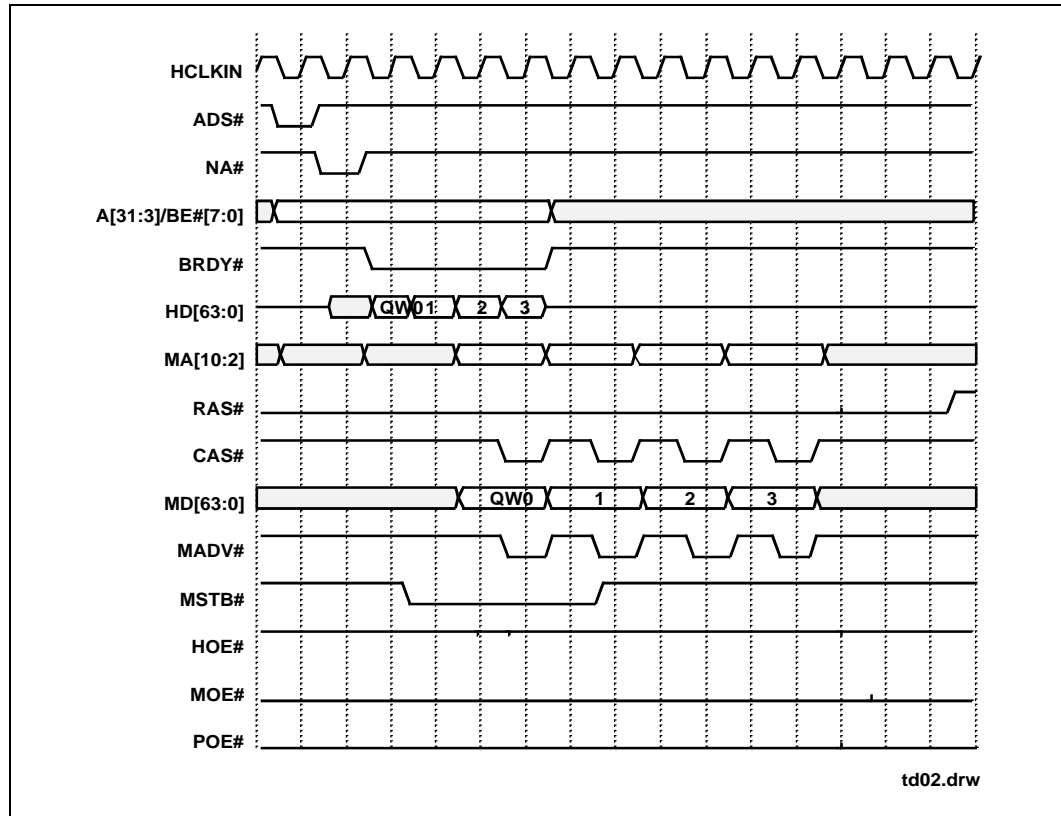 HCLKIN
ADS#
NA#
A[31:3]/BE#[7:0]
BRDY#
HD[63:0] QW0 1 2 3
MA[10:2]
RAS#
CAS#
MD[63:0] QW0 1 2 3
MADV#
MSTB#
HOE#
MOE#
POE#
td02.drw